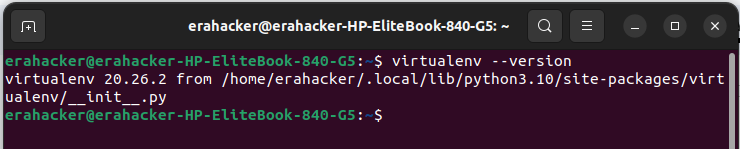 erahacker@erahacker-HP-EliteBook-840-G5: ~
erahacker@erahacker-HP-EliteBook-840-G5:~$ virtualenv --version
virtualenv 20.26.2 from /home/erahacker/.local/lib/python3.10/site-packages/virt
ualenv/__init__.py
erahacker@erahacker-HP-EliteBook-840-G5:~$